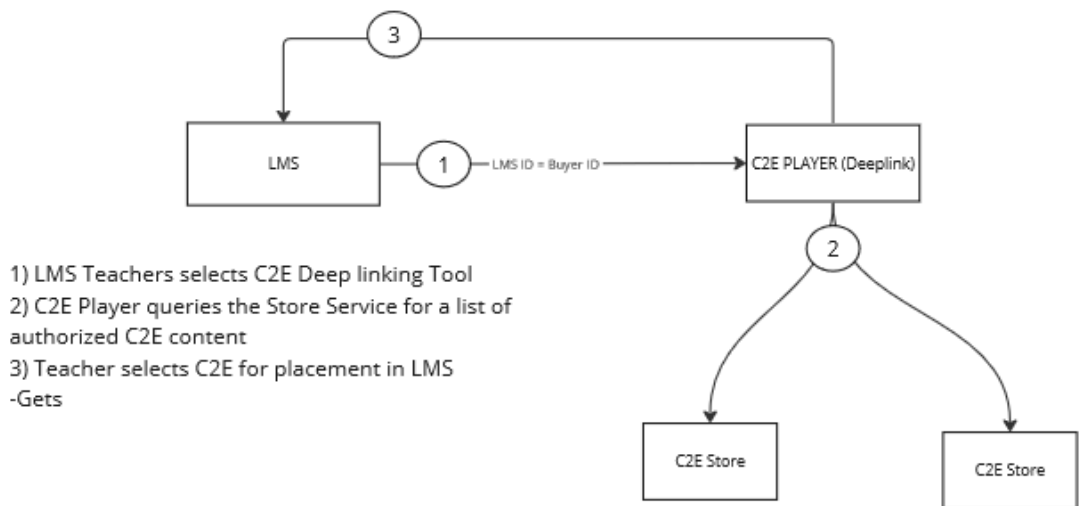 3
LMS
1
LMS ID = Buyer ID
C2E PLAYER (Deeplink)
2
1) LMS Teachers selects C2E Deep linking Tool
2) C2E Player queries the Store Service for a list of
authorized C2E content
3) Teacher selects C2E for placement in LMS
-Gets
C2E Store
C2E Store